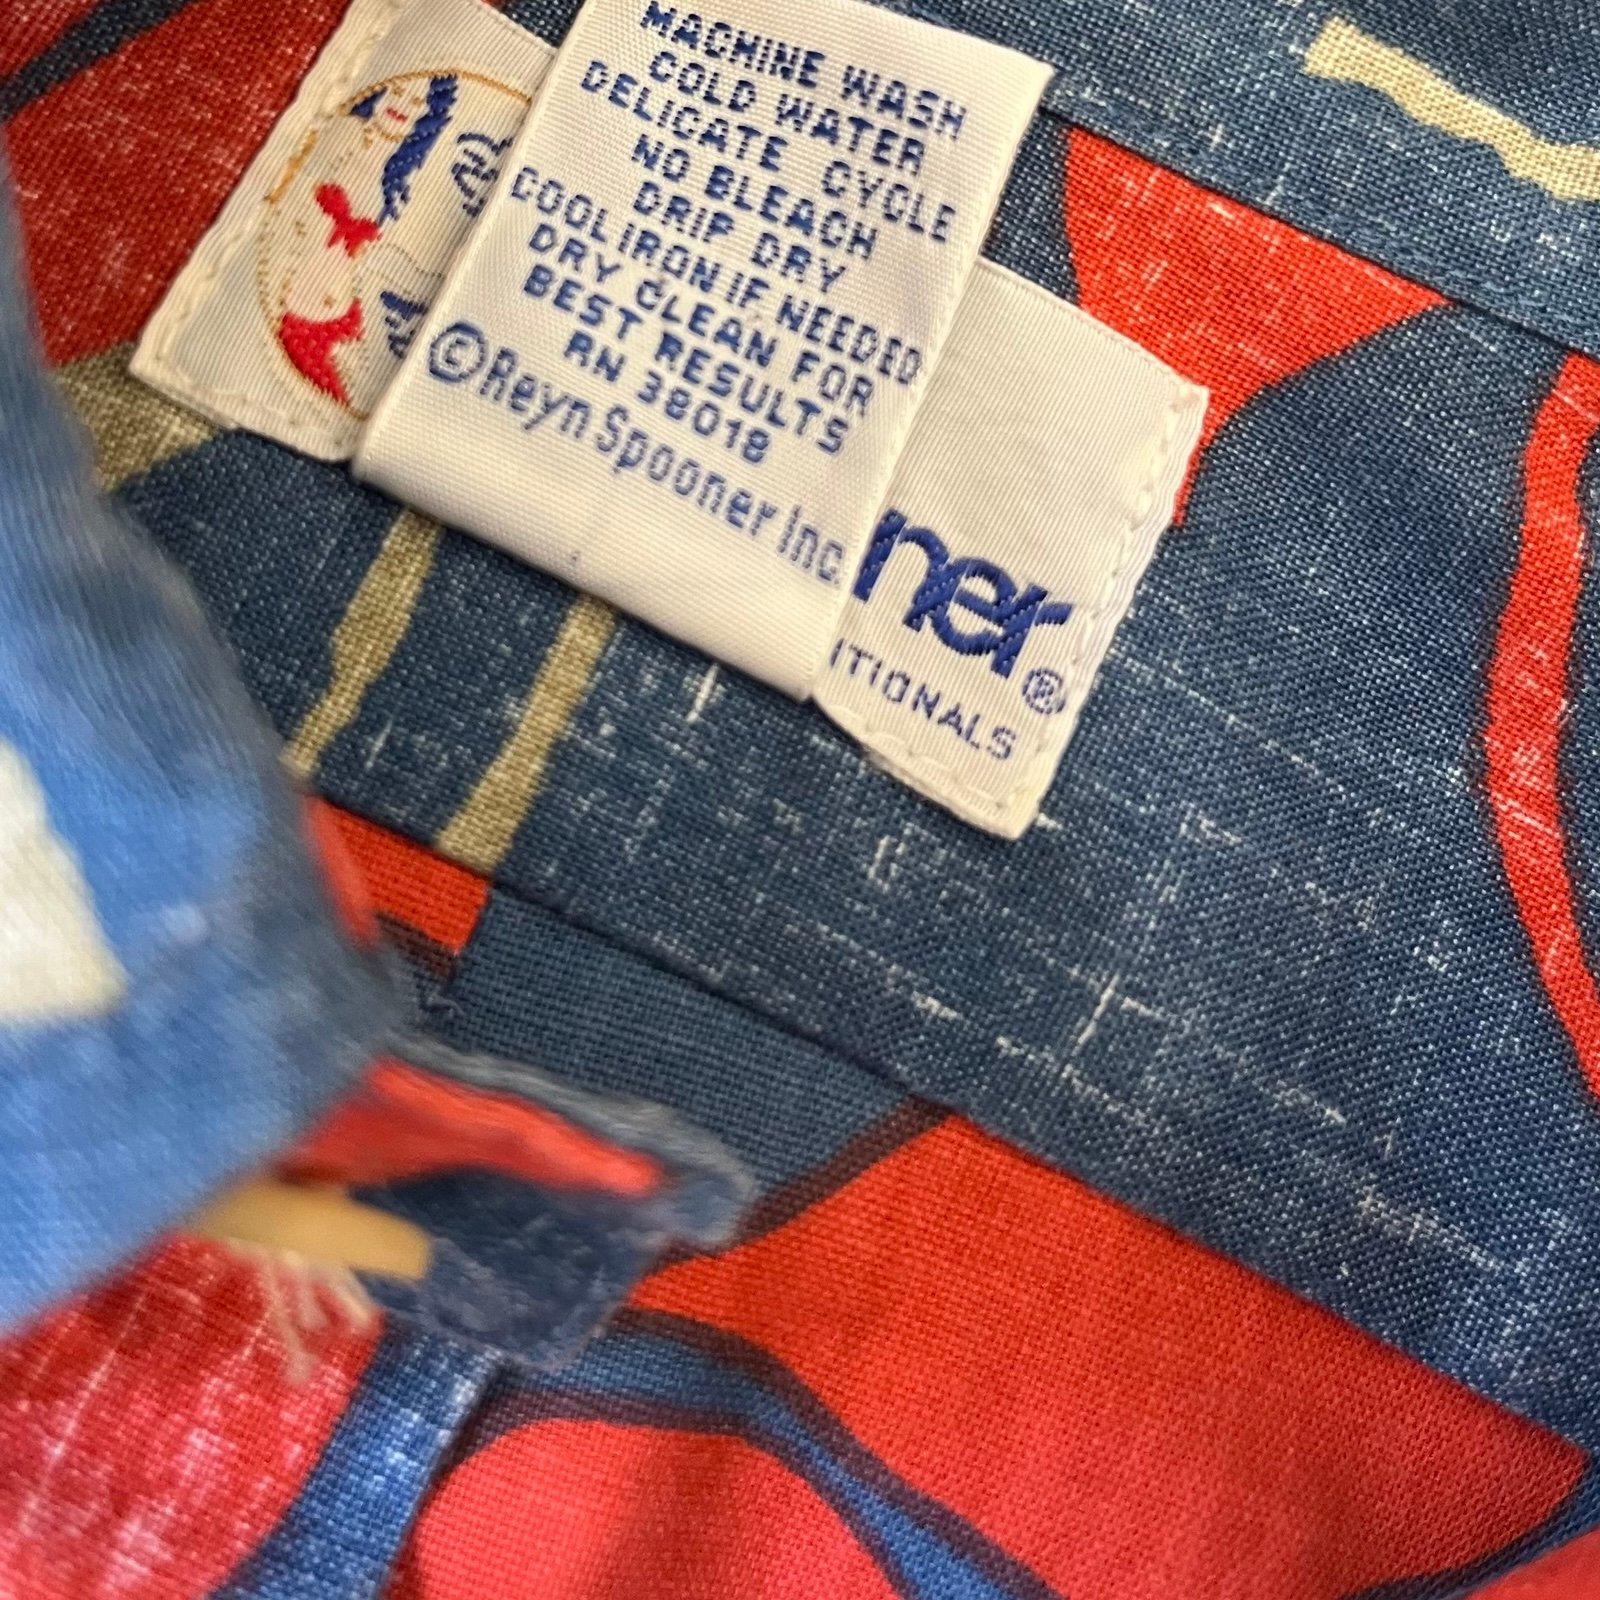 MACHINE WASH
COLD WATER
DELICATE CYCLE
NO BLEACH
DRIP DRY
COOL IRON IF NEEDED
DRY CLEAN FOR
BEST RESULTS
RN 38018
©Reyn Spooner Inc.
ner®
ITIONALS